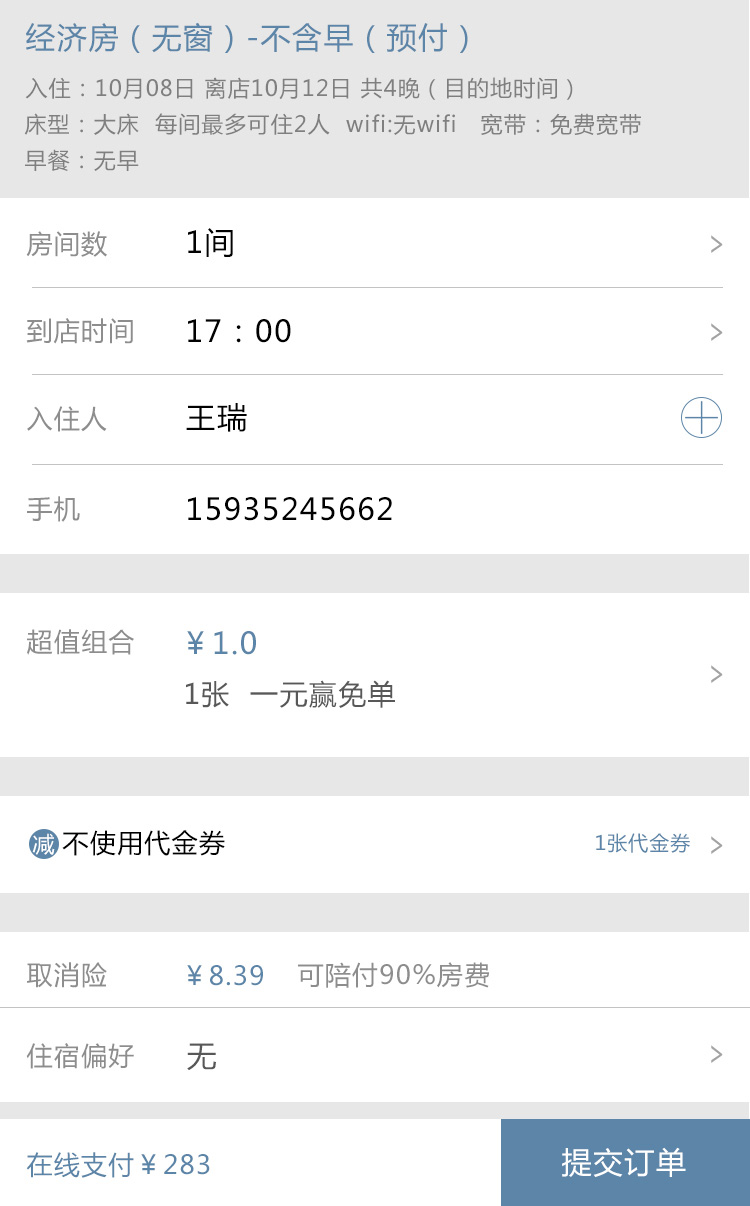 经济房（无窗）-不含早（预付）
入住：10月08日 离店10月12日 共4晚（目的地时间）
床型：大床 每间最多可住2人 wifi:无wifi 宽带：免费宽带
早餐：无早
房间数 1间
到店时间 17：00
入住人 王瑞
手机 15935245662
超值组合 ¥1.0
1张 一元赢免单
减 不使用代金券 1张代金券
取消险 ¥8.39 可陪付90%房费
住宿偏好 无
在线支付¥283 提交订单